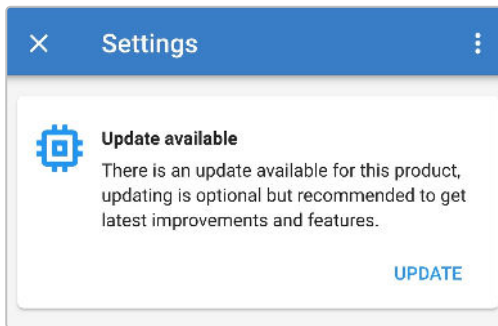 Settings
Update available
There is an update available for this product,
updating is optional but recommended to get
latest improvements and features.
UPDATE